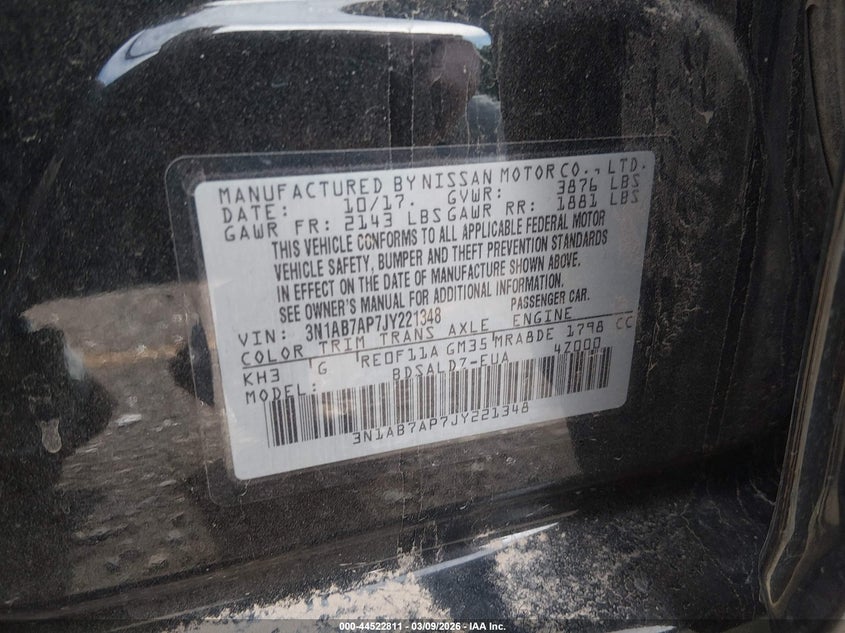 MANUFACTURED BY NISSAN MOTOR CO., LTD.
DATE: 10/17. GVWR: 3876 LBS
GAWR FR: 2143 LBS GAWR RR: 1881 LBS
THIS VEHICLE CONFORMS TO ALL APPLICABLE FEDERAL MOTOR
VEHICLE SAFETY, BUMPER AND THEFT PREVENTION STANDARDS
IN EFFECT ON THE DATE OF MANUFACTURE SHOWN ABOVE.
SEE OWNER'S MANUAL FOR ADDITIONAL INFORMATION.
VIN: 3N1AB7AP7JY221348 PASSENGER CAR.
COLOR TRIM TRANS AXLE ENGINE
KH3 G RE0F11A GM35 MRA8DE 1798 CC
MODEL: BDSALD7-EUA 4Z000
3N1AB7AP7JY221348
000-44522811 | 03/09/2026 | IAA Inc.